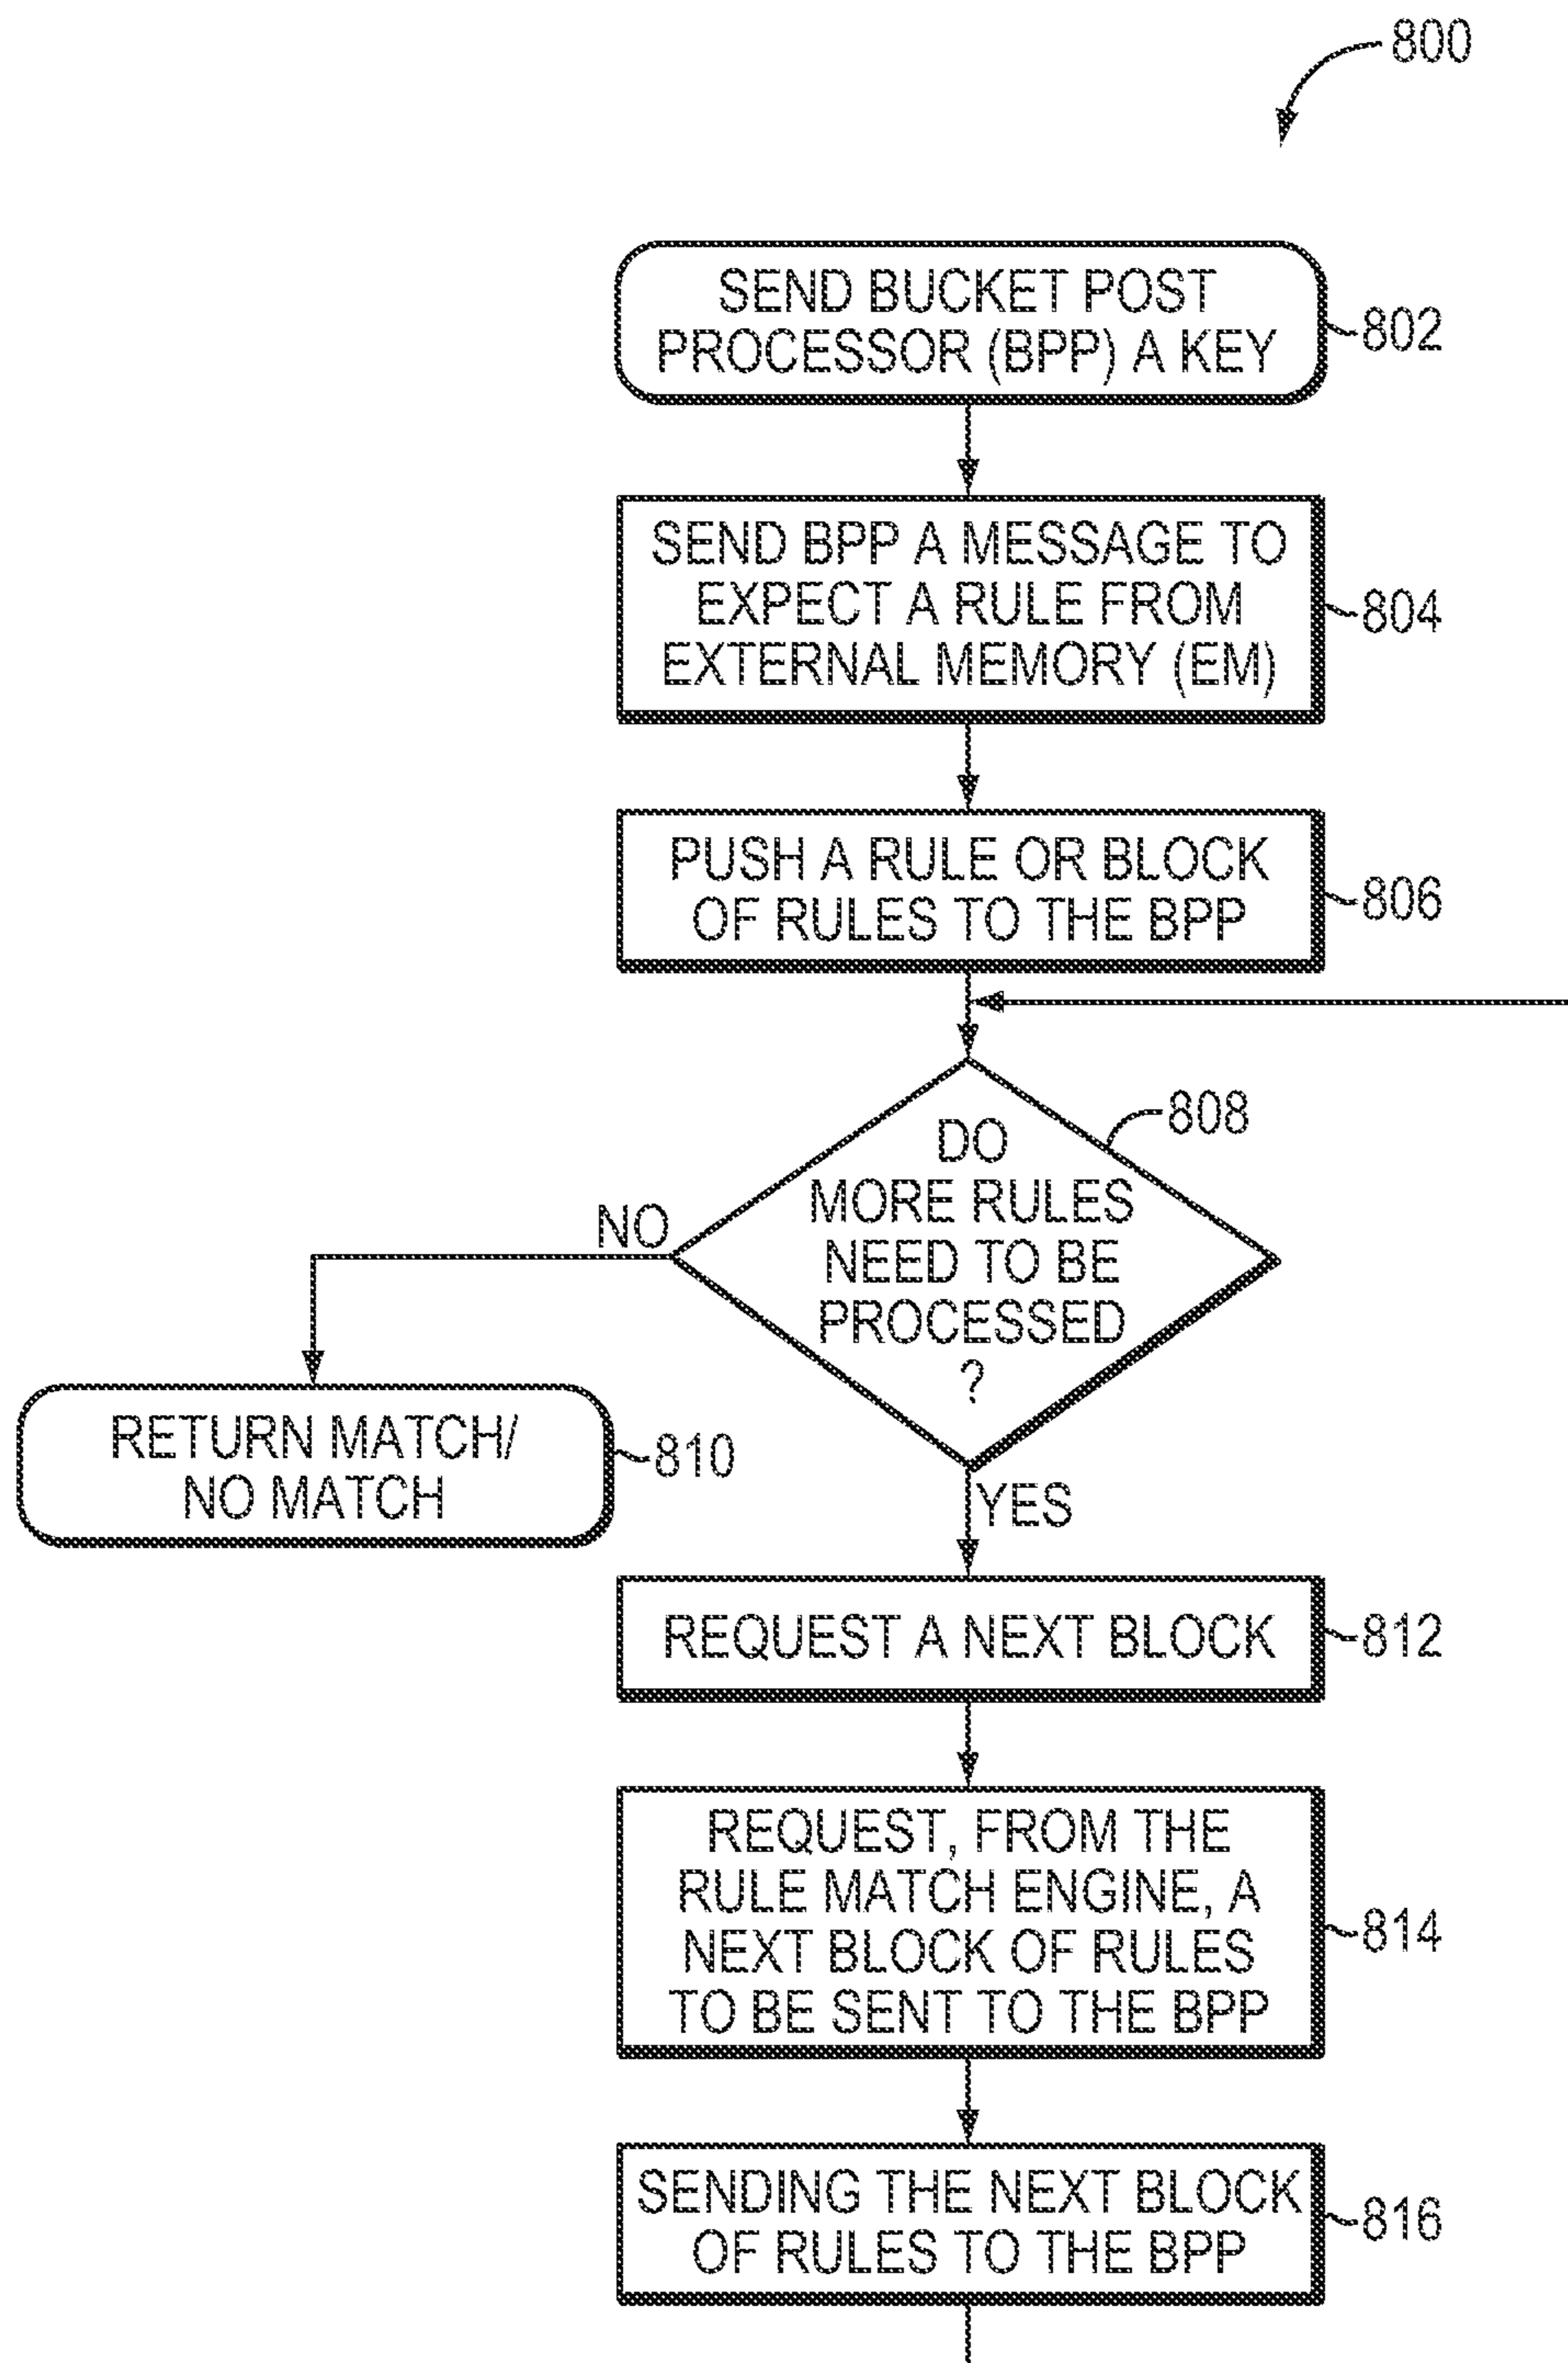 800
SEND BUCKET POST
PROCESSOR (BPP) A KEY
802
SEND BPP A MESSAGE TO
EXPECT A RULE FROM
EXTERNAL MEMORY (EM)
804
PUSH A RULE OR BLOCK
OF RULES TO THE BPP
806
DO
MORE RULES
NEED TO BE
PROCESSED
?
808
NO
RETURN MATCH/
NO MATCH
810
YES
REQUEST A NEXT BLOCK
812
REQUEST, FROM THE
RULE MATCH ENGINE, A
NEXT BLOCK OF RULES
TO BE SENT TO THE BPP
814
SENDING THE NEXT BLOCK
OF RULES TO THE BPP
816